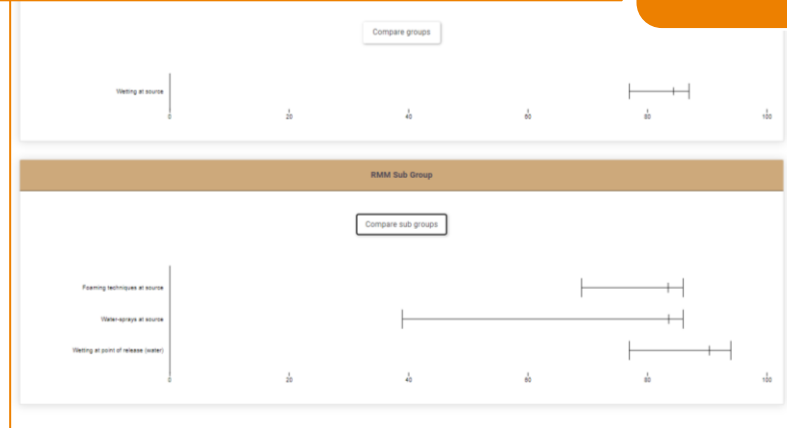 Compare groups
Wetting at source
0 20 40 60 80 100
RMM Sub Group
Compare sub groups
Foaming techniques at source
Water-sprays at source
Wetting at point of release (water)
0 20 40 60 80 100